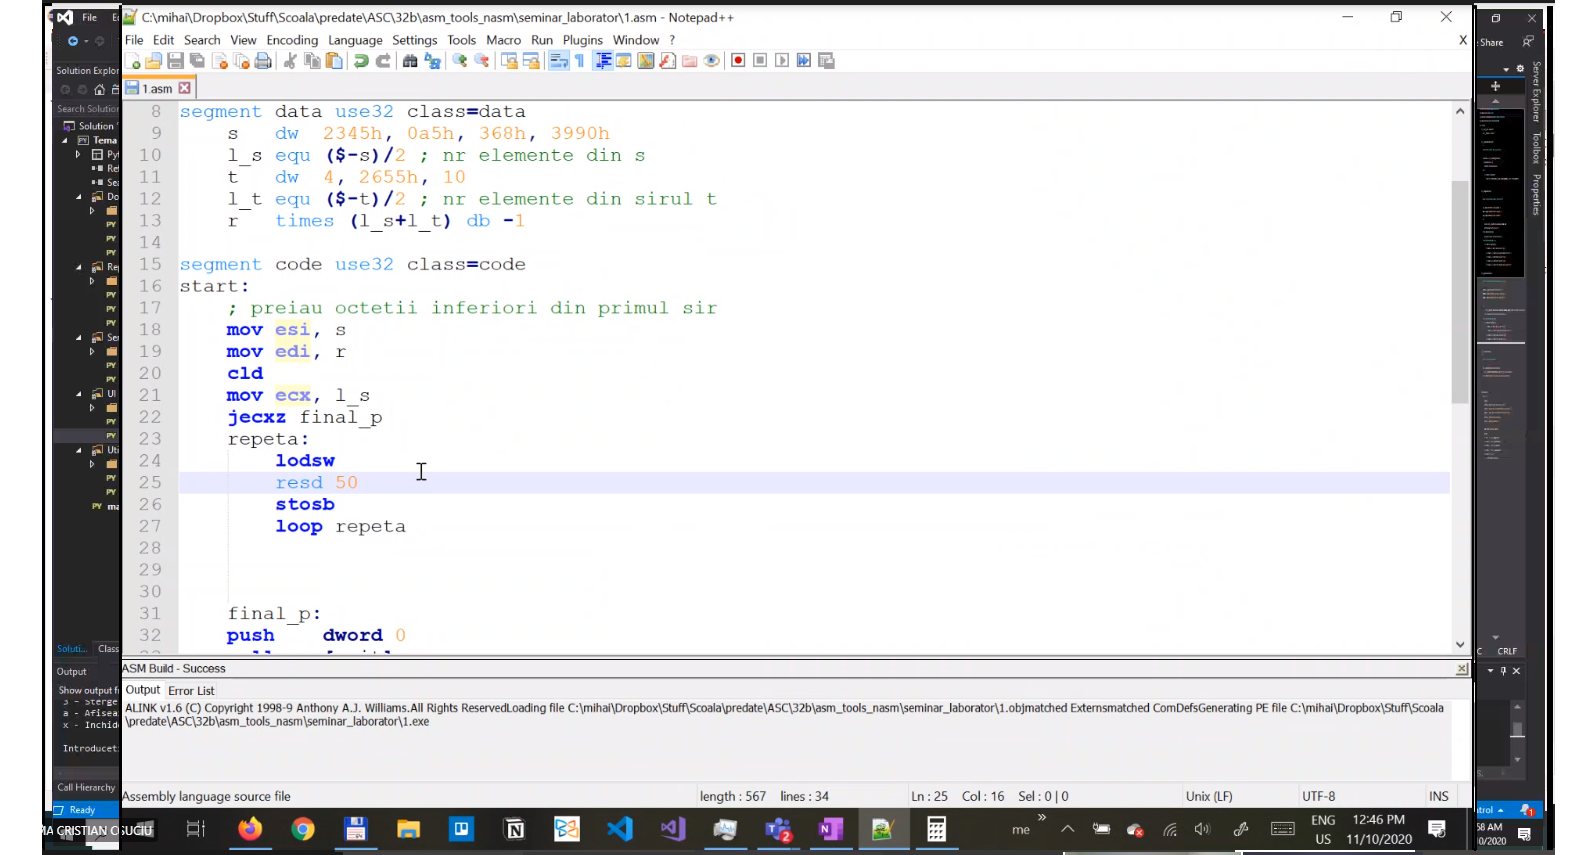 C:\mihai\Dropbox\Stuff\Scoala\predate\ASC\32b\asm_tools_nasm\seminar_laborator\1.asm - Notepad++
File
File Edit Search View Encoding Language Settings Tools Macro Run Plugins Window ?
X
Share
Solution Explor
1.asm
Search Solution
Solution
Tema
Server Explorer
Toolbox
Properties
8 segment data use32 class=data
9 s dw 2345h, 0a5h, 368h, 3990h
10 l_s equ ($-s)/2 ; nr elemente din s
11 t dw 4, 2655h, 10
12 l_t equ ($-t)/2 ; nr elemente din sirul t
13 r times (l_s+l_t) db -1
14
15 segment code use32 class=code
16 start:
17 ; preiau octetii inferiori din primul sir
18 mov esi, s
19 mov edi, r
20 cld
21 mov ecx, l_s
22 jecxz final_p
23 repeta:
24 lodsw
25 resd 50
26 stosb
27 loop repeta
28
29
30
31 final_p:
32 push dword 0
Soluti... Class
CRLF
Output
ASM Build - Success
Show output f
Output Error List
3 - Sterge
a - Afisea
x - Inchid
Introduceti
ALINK v1.6 (C) Copyright 1998-9 Anthony A.J. Williams.All Rights ReservedLoading file C:\mihai\Dropbox\Stuff\Scoala\predate\ASC\32b\asm_tools_nasm\seminar_laborator\1.objmatched Externsmatched ComDefsGenerating PE file C:\mihai\Dropbox\Stuff\Scoala
\predate\ASC\32b\asm_tools_nasm\seminar_laborator\1.exe
Call Hierarchy
Assembly language source file length : 567 lines : 34 Ln : 25 Col : 16 Sel : 0 | 0 Unix (LF) UTF-8 INS
Ready
CRISTIAN
me
ENG
US
12:46 PM
11/10/2020